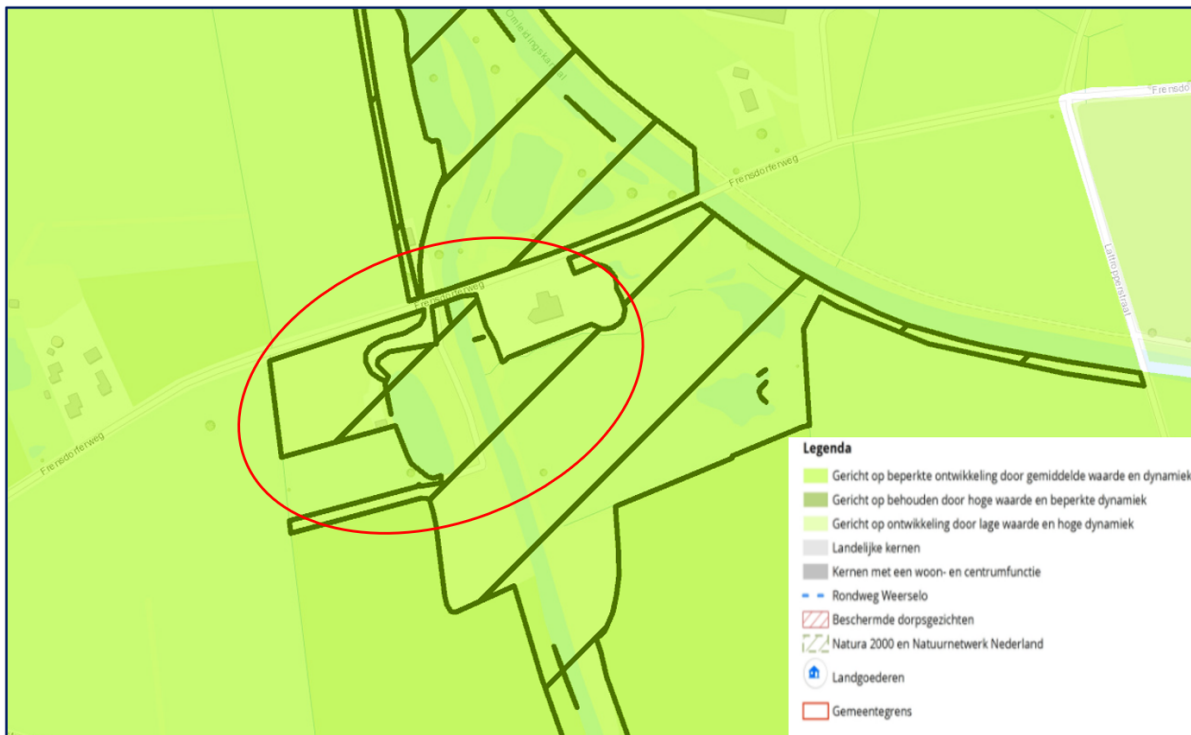 Omleidingskanaal
"Frensdo
Frensdorferweg
Frensdorferweg
Lattropperstraat
Frensdorferweg
Legenda
Gericht op beperkte ontwikkeling door gemiddelde waarde en dynamiek
Gericht op behouden door hoge waarde en beperkte dynamiek
Gericht op ontwikkeling door lage waarde en hoge dynamiek
Landelijke kernen
Kernen met een woon- en centrumfunctie
Rondweg Weerselo
Beschermde dorpsgezichten
Natura 2000 en Natuurnetwerk Nederland
Landgoederen
Gemeentegrens